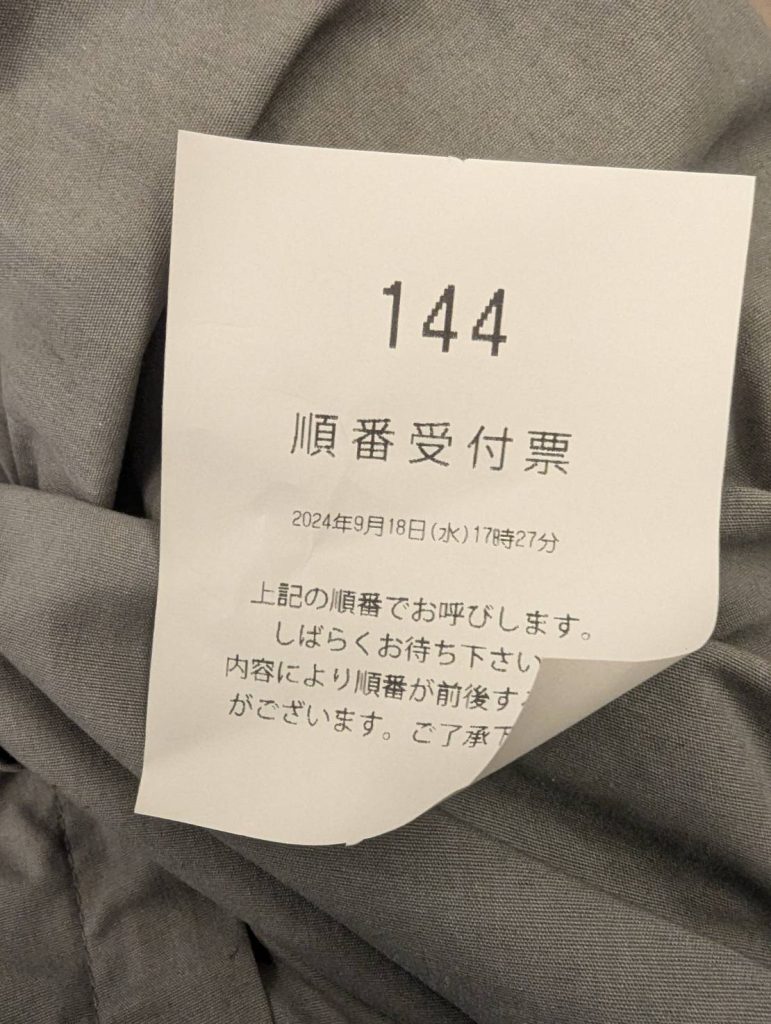 144
順番受付票
2024年9月18日(水)17時27分
上記の順番でお呼びします。
しばらくお待ち下さい
内容により順番が前後す
がございます。ご了承下